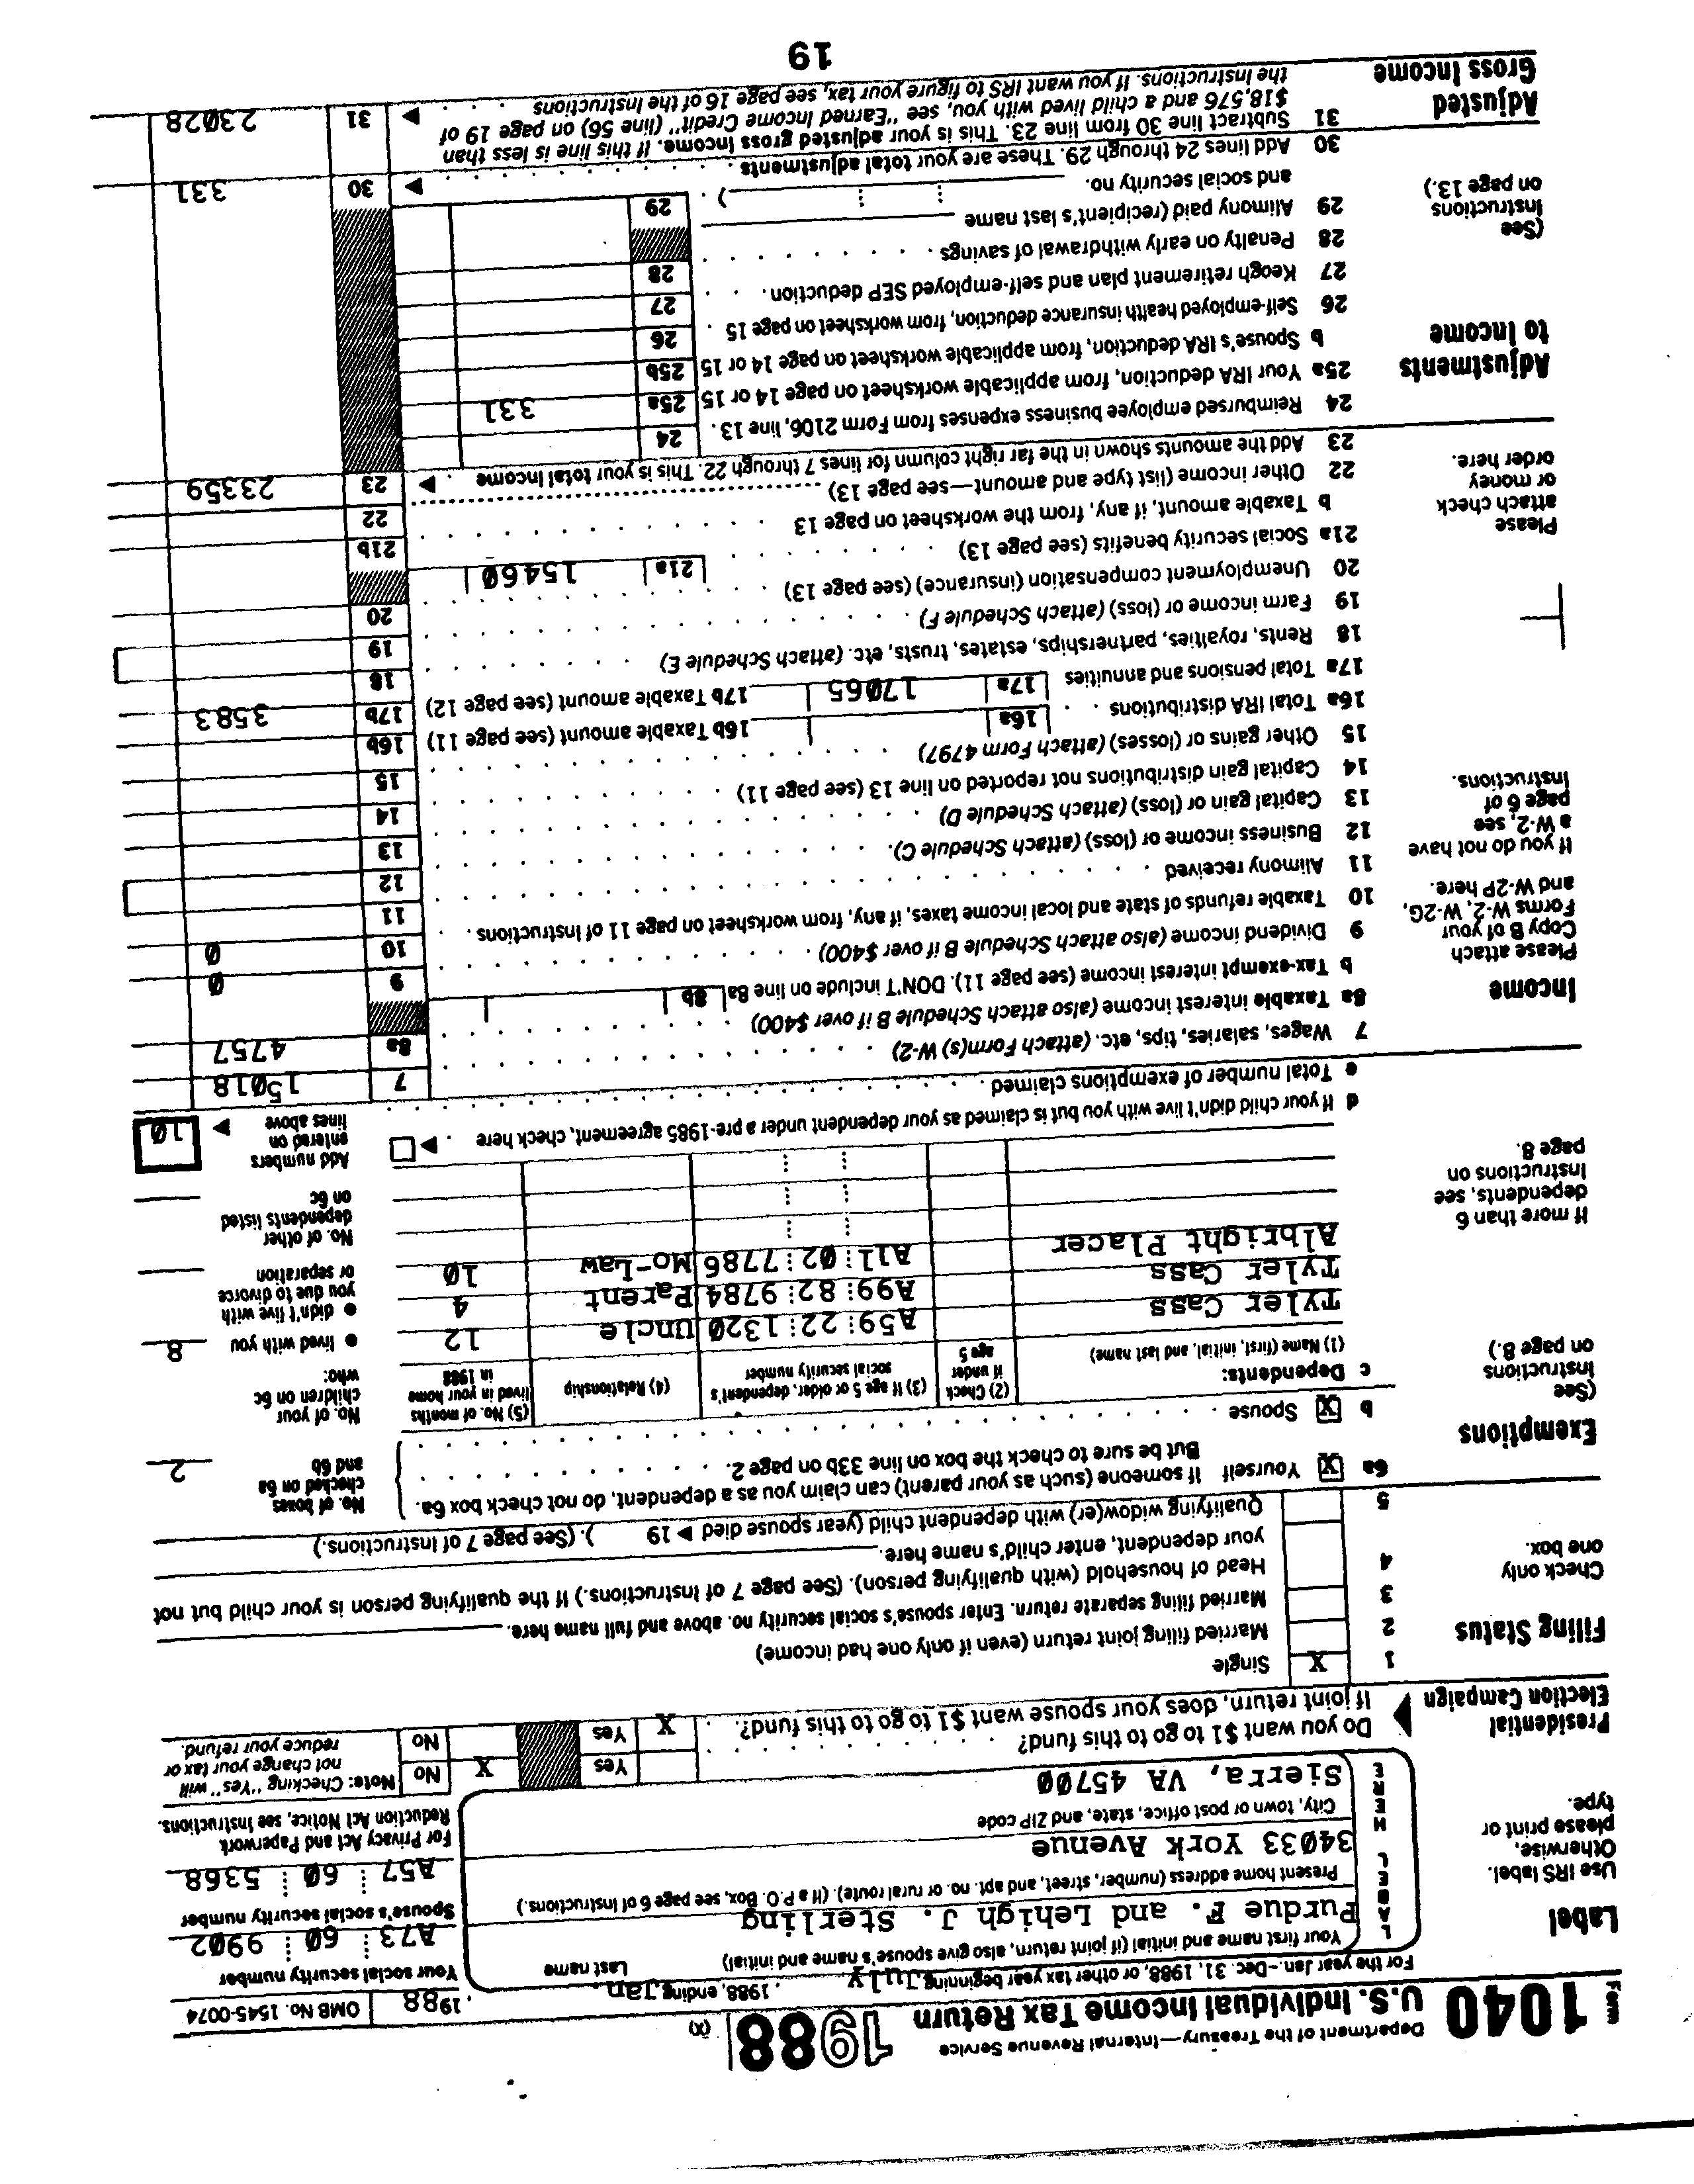 Form 1040 Department of the Treasury—Internal Revenue Service
U.S. Individual Income Tax Return 1988 (X)
For the year Jan.-Dec. 31, 1988, or other tax year beginning July , 1988, ending Jan. , 1988 OMB No. 1545-0074
Label
Use IRS label.
Otherwise,
please print or
type.
LABEL HERE
Your first name and initial (if joint return, also give spouse's name and initial) Last name
Purdue F. and Lehigh J. Sterling
Present home address (number, street, and apt. no. or rural route). (If a P.O. Box, see page 6 of Instructions.)
34033 York Avenue
City, town or post office, state, and ZIP code
Sierra, VA 45700
Your social security number
A73 60 9902
Spouse's social security number
A57 60 5368
For Privacy Act and Paperwork
Reduction Act Notice, see Instructions.
Presidential
Election Campaign
Do you want $1 to go to this fund? Yes X No
If joint return, does your spouse want $1 to go to this fund? X Yes No
Note: Checking "Yes" will
not change your tax or
reduce your refund.
Filing Status
Check only
one box.
1 X Single
2 Married filing joint return (even if only one had income)
3 Married filing separate return. Enter spouse's social security no. above and full name here.
4 Head of household (with qualifying person). (See page 7 of Instructions.) If the qualifying person is your child but not
your dependent, enter child's name here.
5 Qualifying widow(er) with dependent child (year spouse died ▶ 19 ). (See page 7 of Instructions.)
Exemptions
(See
Instructions
on page 8.)
6a X Yourself If someone (such as your parent) can claim you as a dependent, do not check box 6a.
But be sure to check the box on line 33b on page 2.
b X Spouse
No. of boxes
checked on 6a
and 6b 2
c Dependents:
(1) Name (first, initial, and last name)
(2) Check
if under
age 5
(3) If age 5 or older, dependent's
social security number
(4) Relationship
(5) No. of months
lived in your home
in 1988
Tyler Cass A59 22 1320 uncle 12
Tyler Cass A99 82 9784 Parent 4
Albright Placer A11 02 7786 Mo-Law 10
If more than 6
dependents, see
Instructions on
page 8.
No. of your
children on 6c
who:
● lived with you 8
● didn't live with
you due to divorce
or separation
No. of other
dependents listed
on 6c
d If your child didn't live with you but is claimed as your dependent under a pre-1985 agreement, check here ▶
e Total number of exemptions claimed
Add numbers
entered on
lines above ▶ 10
Income
Please attach
Copy B of your
Forms W-2, W-2G,
and W-2P here.
If you do not have
a W-2, see
page 6 of
Instructions.
Please
attach check
or money
order here.
7 Wages, salaries, tips, etc. (attach Form(s) W-2) 7 15018
8a Taxable interest income (also attach Schedule B if over $400) 8a 4757
b Tax-exempt interest income (see page 11). DON'T include on line 8a 8b
9 Dividend income (also attach Schedule B if over $400) 9 0
10 Taxable refunds of state and local income taxes, if any, from worksheet on page 11 of Instructions 10 0
11 Alimony received 11
12 Business income or (loss) (attach Schedule C) 12
13 Capital gain or (loss) (attach Schedule D) 13
14 Capital gain distributions not reported on line 13 (see page 11) 14
15 Other gains or (losses) (attach Form 4797) 15
16a Total IRA distributions 16a 16b Taxable amount (see page 11) 16b
17a Total pensions and annuities 17a 17065 17b Taxable amount (see page 12) 17b 3583
18 Rents, royalties, partnerships, estates, trusts, etc. (attach Schedule E) 18
19 Farm income or (loss) (attach Schedule F) 19
20 Unemployment compensation (insurance) (see page 13) 20
21a Social security benefits (see page 13) 21a 15460
b Taxable amount, if any, from the worksheet on page 13 21b
22 Other income (list type and amount—see page 13) 22
23 Add the amounts shown in the far right column for lines 7 through 22. This is your total income ▶ 23 23359
Adjustments
to Income
(See
Instructions
on page 13.)
24 Reimbursed employee business expenses from Form 2106, line 13 24
25a Your IRA deduction, from applicable worksheet on page 14 or 15 25a 331
b Spouse's IRA deduction, from applicable worksheet on page 14 or 15 25b
26 Self-employed health insurance deduction, from worksheet on page 15 26
27 Keogh retirement plan and self-employed SEP deduction 27
28 Penalty on early withdrawal of savings 28
29 Alimony paid (recipient's last name
and social security no. ) 29
30 Add lines 24 through 29. These are your total adjustments ▶ 30 331
Adjusted
Gross Income
31 Subtract line 30 from line 23. This is your adjusted gross income. If this line is less than
$18,576 and a child lived with you, see "Earned Income Credit" (line 56) on page 19 of
the Instructions. If you want IRS to figure your tax, see page 16 of the Instructions ▶ 31 23028
19